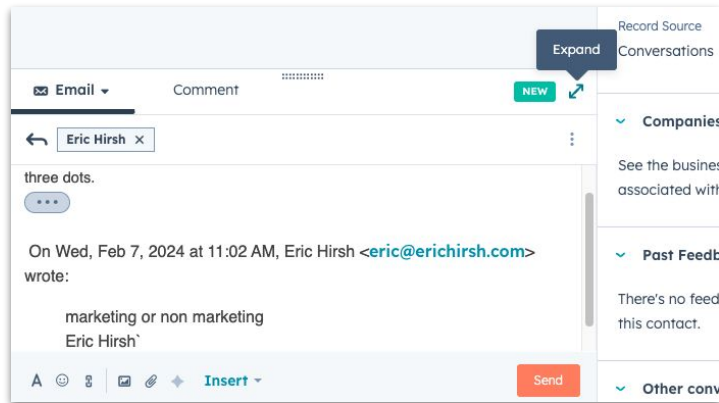 Record Source
Expand
Conversations
Email
Comment
NEW
Eric Hirsh ×
Companies
three dots.
See the busines
associated with
On Wed, Feb 7, 2024 at 11:02 AM, Eric Hirsh <eric@erichirsh.com>
wrote:
Past Feedb
There's no feed
this contact.
marketing or non marketing
Eric Hirsh`
A
Insert
Send
Other conv